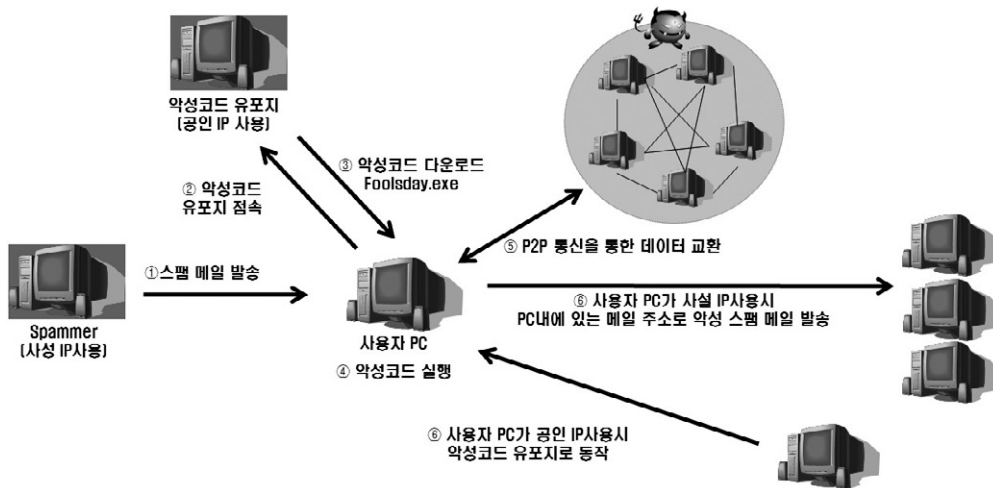 악성코드 유포지
(공인 IP 사용)
③ 악성코드 다운로드
Foolsday.exe
② 악성코드
유포지 점속
⑤ P2P 통신을 통한 데이터 교환
①스팸 메일 발송
⑥ 사용자 PC가 사설 IP사용시
PC내에 있는 메일 주소로 악성 스팸 메일 발송
Spammer
(사성 IP사용)
사용자 PC
④ 악성코드 실행
⑥ 사용자 PC가 공인 IP사용시
악성코드 유포지로 동작